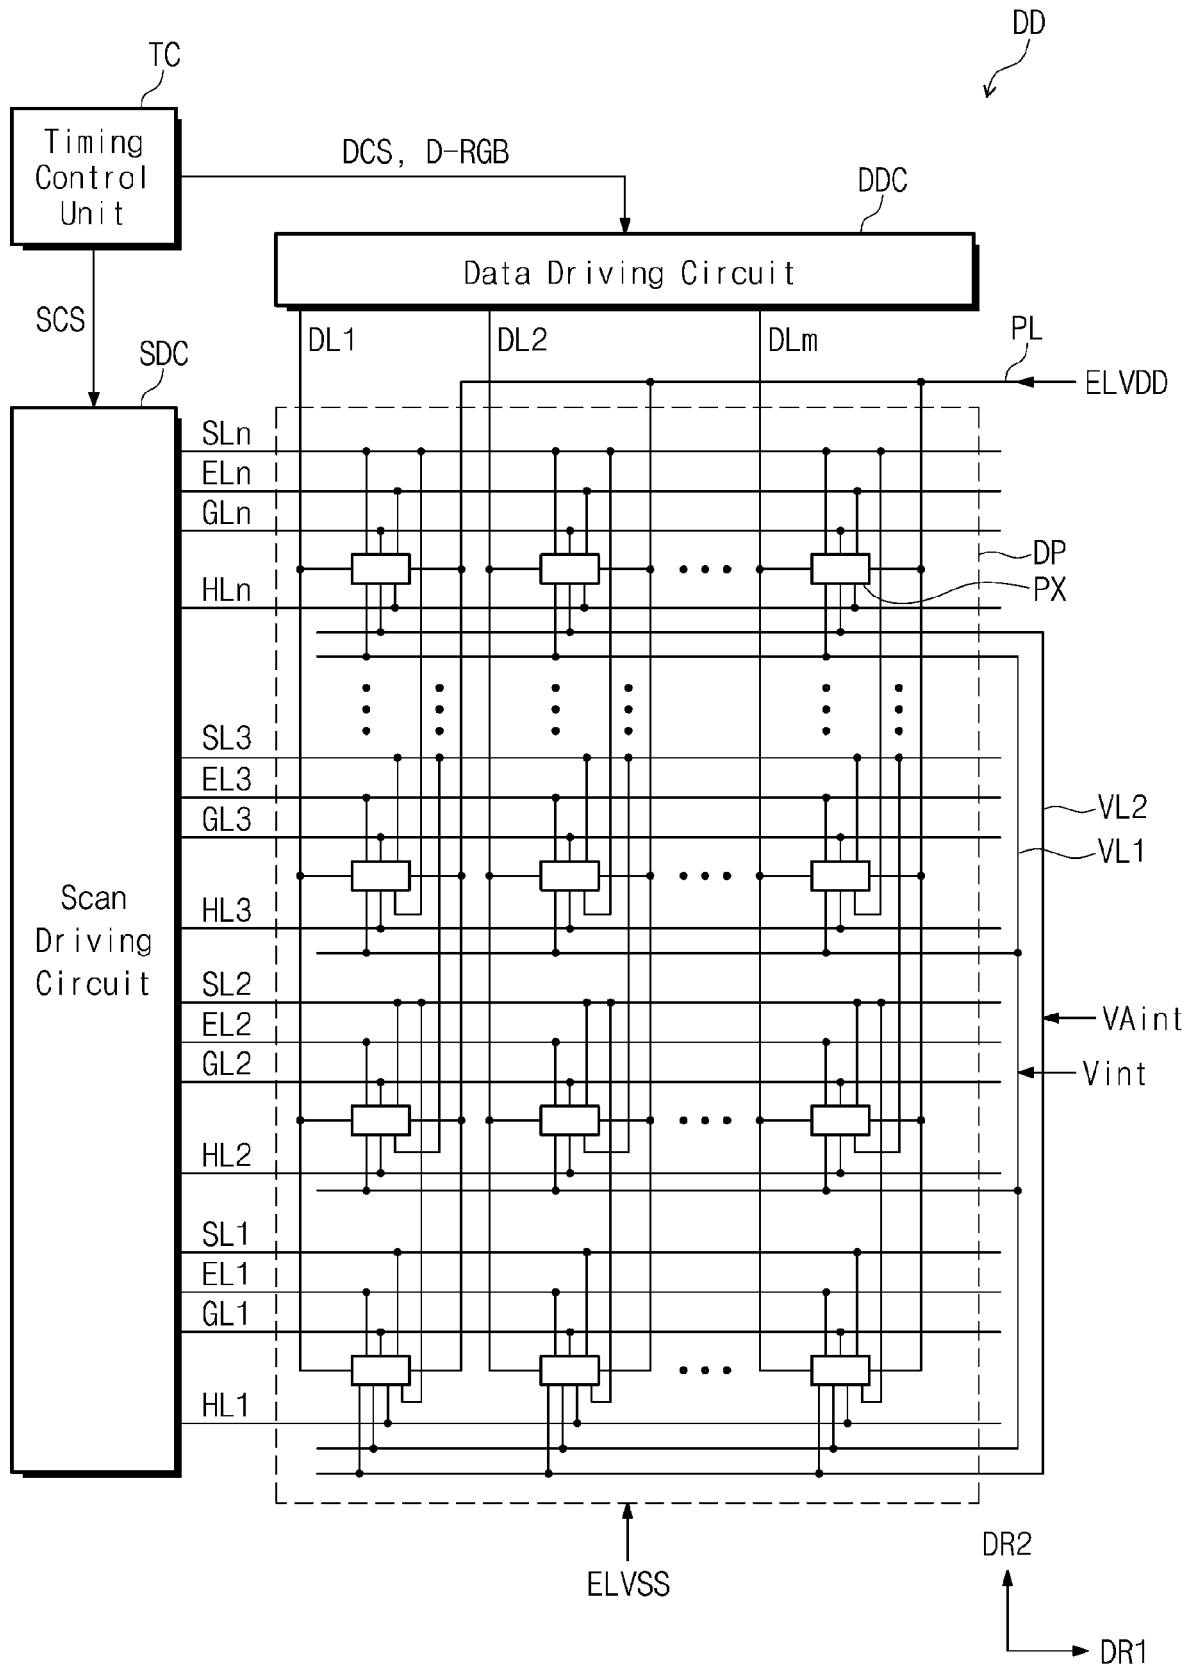 DD
TC
Timing
Control
Unit
DCS, D-RGB
DDC
Data Driving Circuit
SCS
SDC
DL1
DL2
DLm
PL
ELVDD
SLn
ELn
GLn
DP
HLn
PX
SL3
EL3
GL3
VL2
VL1
Scan
Driving
Circuit
HL3
SL2
EL2
VAint
GL2
Vint
HL2
SL1
EL1
GL1
HL1
ELVSS
DR2
DR1